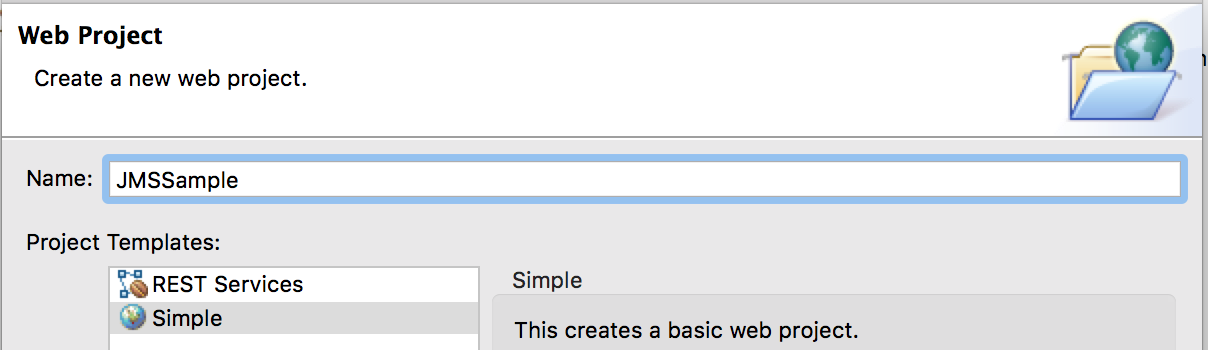 Web Project
Create a new web project.
Name: JMSSample
Project Templates:
REST Services
Simple
Simple
This creates a basic web project.